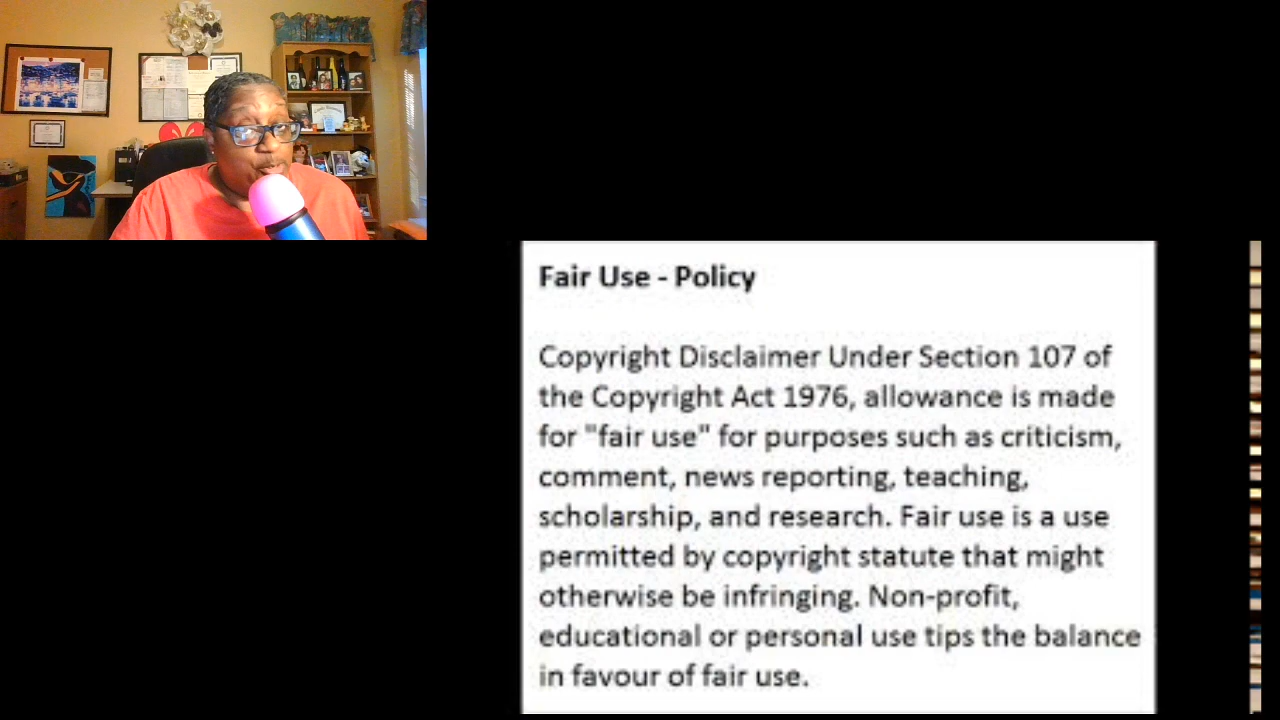 Fair Use - Policy
Copyright Disclaimer Under Section 107 of
the Copyright Act 1976, allowance is made
for "fair use" for purposes such as criticism,
comment, news reporting, teaching,
scholarship, and research. Fair use is a use
permitted by copyright statute that might
otherwise be infringing. Non-profit,
educational or personal use tips the balance
in favour of fair use.